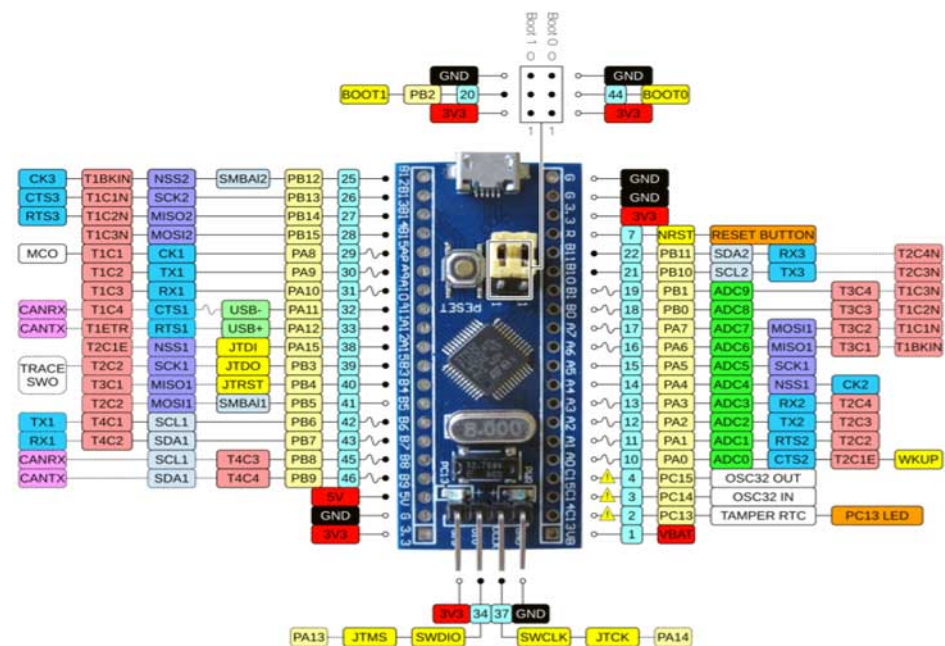 Boot 1 Boot 0
GND GND
BOOT1 PB2 20 44 BOOT0
3V3 3V3
1 1
CK3 T1BKIN NSS2 SMBAI2 PB12 25 GND
CTS3 T1C1N SCK2 PB13 26 GND
RTS3 T1C2N MISO2 PB14 27 3V3
T1C3N MOSI2 PB15 28 7 NRST RESET BUTTON
MCO T1C1 CK1 PA8 29 22 PB11 SDA2 RX3 T2C4N
T1C2 TX1 PA9 30 21 PB10 SCL2 TX3 T2C3N
T1C3 RX1 PA10 31 19 PB1 ADC9 T3C4 T1C3N
CANRX T1C4 CTS1 USB- PA11 32 18 PB0 ADC8 T3C3 T1C2N
CANTX T1ETR RTS1 USB+ PA12 33 17 PA7 ADC7 MOSI1 T3C2 T1C1N
T2C1E NSS1 JTDI PA15 38 16 PA6 ADC6 MISO1 T3C1 T1BKIN
TRACE SWO T2C2 SCK1 JTDO PB3 39 15 PA5 ADC5 SCK1
T3C1 MISO1 JTRST PB4 40 14 PA4 ADC4 NSS1 CK2
T2C2 MOSI1 SMBAI1 PB5 41 13 PA3 ADC3 RX2 T2C4
TX1 T4C1 SCL1 PB6 42 12 PA2 ADC2 TX2 T2C3
RX1 T4C2 SDA1 PB7 43 11 PA1 ADC1 RTS2 T2C2
CANRX SCL1 T4C3 PB8 45 10 PA0 ADC0 CTS2 T2C1E WKUP
CANTX SDA1 T4C4 PB9 46 4 PC15 OSC32 OUT
5V 3 PC14 OSC32 IN
GND 2 PC13 TAMPER RTC PC13 LED
3V3 1 VBAT
RESET
8.000
PC13
3V3 34 37 GND
PA13 JTMS SWDIO SWCLK JTCK PA14